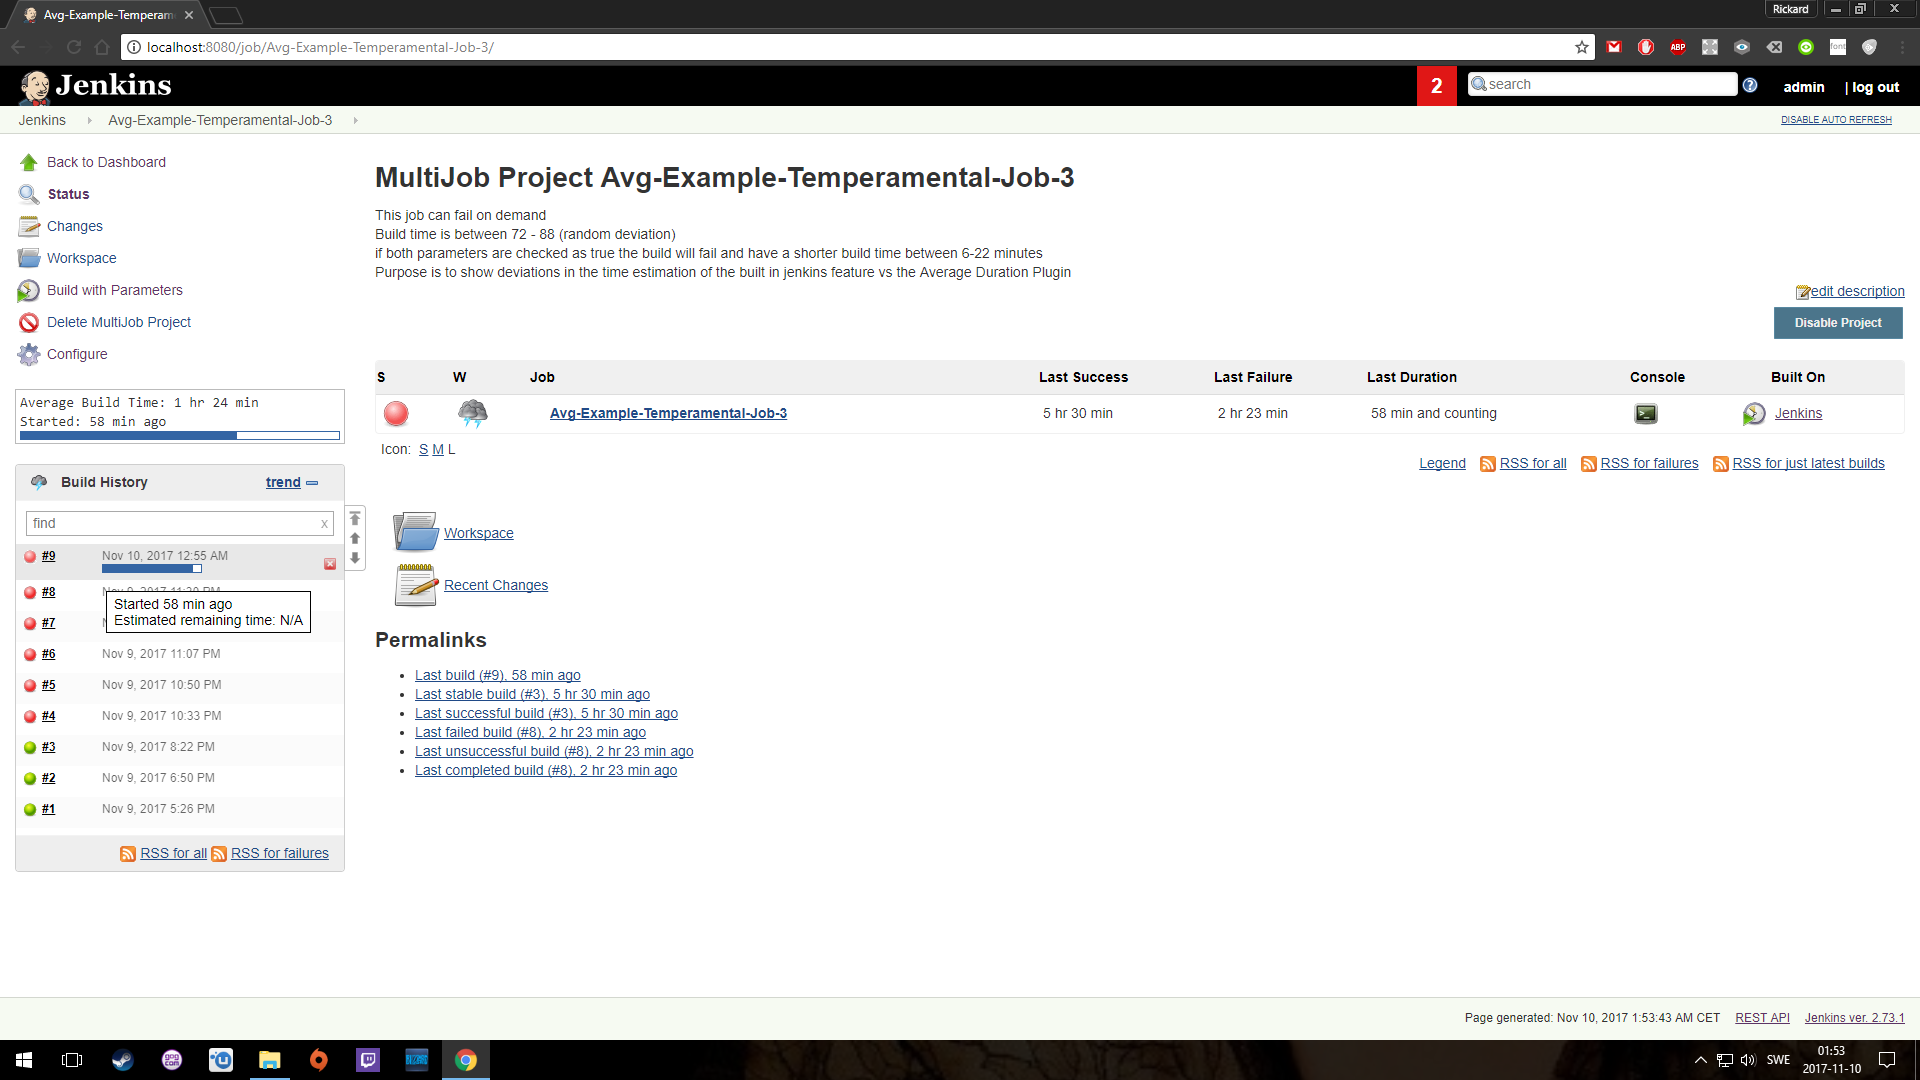 Avg-Example-Temperam
Rickard
localhost:8080/job/Avg-Example-Temperamental-Job-3/
ABP
font
Jenkins
2
search
admin
| log out
Jenkins
Avg-Example-Temperamental-Job-3
DISABLE AUTO REFRESH
Back to Dashboard
Status
Changes
Workspace
Build with Parameters
Delete MultiJob Project
Configure
Average Build Time: 1 hr 24 min
Started: 58 min ago
Build History
trend
find
x
#9
Nov 10, 2017 12:55 AM
#8
Started 58 min ago
Estimated remaining time: N/A
#7
#6
Nov 9, 2017 11:07 PM
#5
Nov 9, 2017 10:50 PM
#4
Nov 9, 2017 10:33 PM
#3
Nov 9, 2017 8:22 PM
#2
Nov 9, 2017 6:50 PM
#1
Nov 9, 2017 5:26 PM
RSS for all
RSS for failures
MultiJob Project Avg-Example-Temperamental-Job-3
This job can fail on demand
Build time is between 72 - 88 (random deviation)
if both parameters are checked as true the build will fail and have a shorter build time between 6-22 minutes
Purpose is to show deviations in the time estimation of the built in jenkins feature vs the Average Duration Plugin
edit description
Disable Project
S W Job Last Success Last Failure Last Duration Console Built On
Avg-Example-Temperamental-Job-3 5 hr 30 min 2 hr 23 min 58 min and counting Jenkins
Icon: S M L
Legend RSS for all RSS for failures RSS for just latest builds
Workspace
Recent Changes
Permalinks
Last build (#9), 58 min ago
Last stable build (#3), 5 hr 30 min ago
Last successful build (#3), 5 hr 30 min ago
Last failed build (#8), 2 hr 23 min ago
Last unsuccessful build (#8), 2 hr 23 min ago
Last completed build (#8), 2 hr 23 min ago
Page generated: Nov 10, 2017 1:53:43 AM CET REST API Jenkins ver. 2.73.1
gog
com
SWE
01:53
2017-11-10